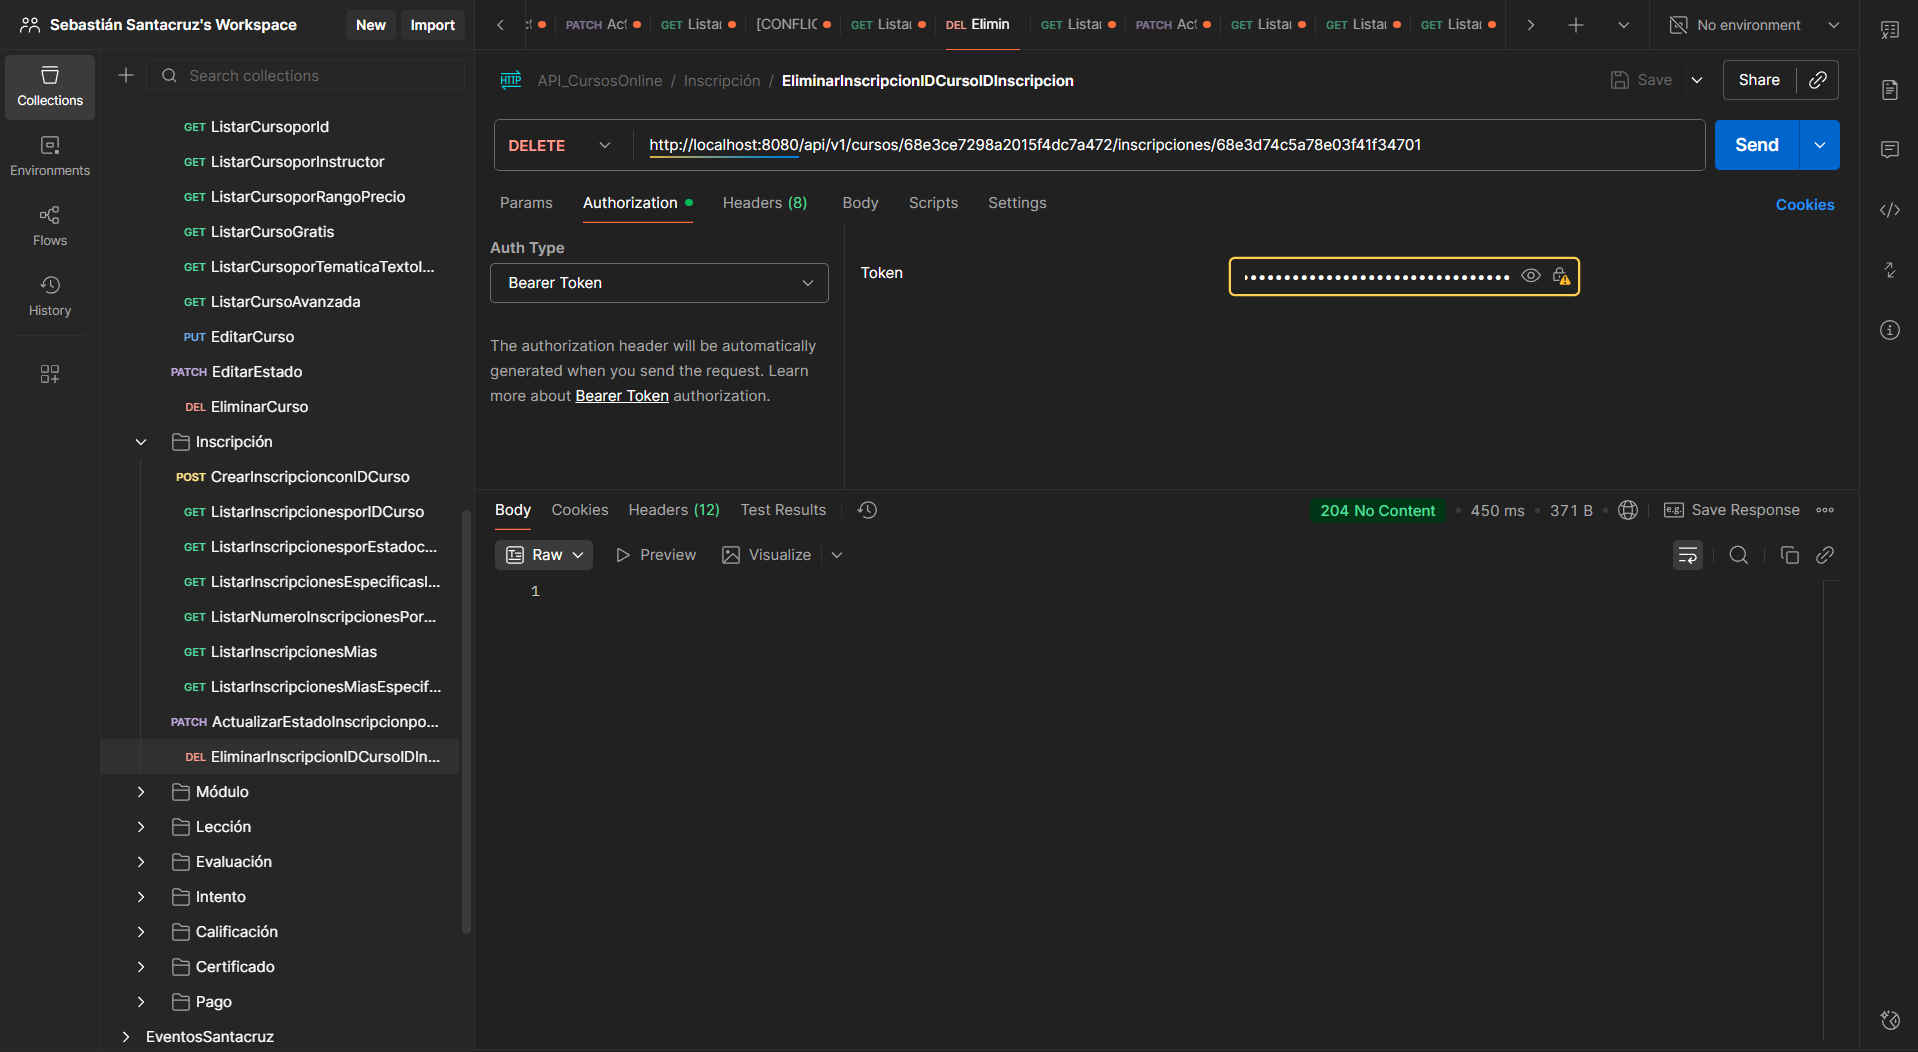 Sebastián Santacruz's Workspace
New
Import
PATCH Act
GET Listar
[CONFLIC
GET Listar
DEL Elimin
GET Listar
PATCH Act
GET Listar
GET Listar
GET Listar
No environment
Collections
Environments
Flows
History
Search collections
GET ListarCursoporId
GET ListarCursoporInstructor
GET ListarCursoporRangoPrecio
GET ListarCursoGratis
GET ListarCursoporTematicaTextoI...
GET ListarCursoAvanzada
PUT EditarCurso
PATCH EditarEstado
DEL EliminarCurso
Inscripción
POST CrearInscripcionconIDCurso
GET ListarInscripcionesporIDCurso
GET ListarInscripcionesporEstadoc...
GET ListarInscripcionesEspecificasI...
GET ListarNumeroInscripcionesPor...
GET ListarInscripcionesMias
GET ListarInscripcionesMiasEspecif...
PATCH ActualizarEstadoInscripcionpo...
DEL EliminarInscripcionIDCursoIDIn...
Módulo
Lección
Evaluación
Intento
Calificación
Certificado
Pago
EventosSantacruz
HTTP API_CursosOnline / Inscripción / EliminarInscripcionIDCursoIDInscripcion
Save
Share
DELETE
http://localhost:8080/api/v1/cursos/68e3ce7298a2015f4dc7a472/inscripciones/68e3d74c5a78e03f41f34701
Send
Params
Authorization
Headers (8)
Body
Scripts
Settings
Cookies
Auth Type
Bearer Token
The authorization header will be automatically
generated when you send the request. Learn
more about Bearer Token authorization.
Token
Body
Cookies
Headers (12)
Test Results
204 No Content
450 ms
371 B
e.g. Save Response
Raw
Preview
Visualize
1